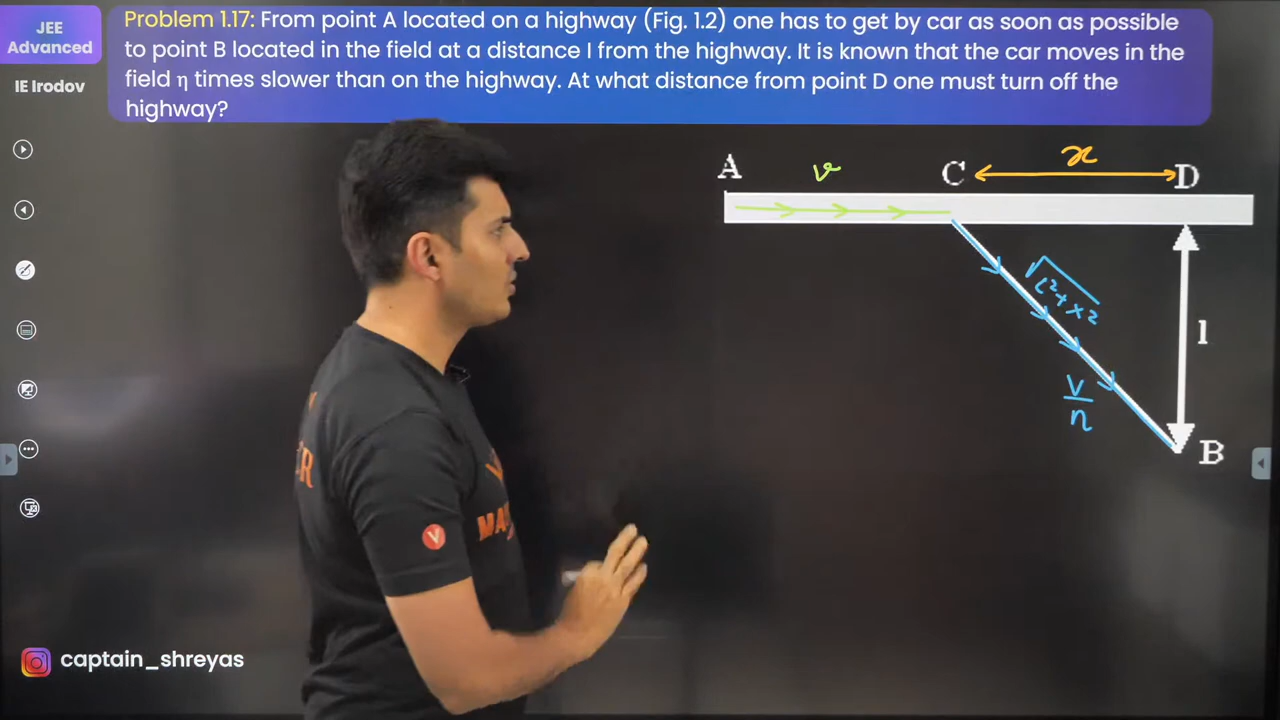 JEE
Advanced
IE Irodov
Problem 1.17: From point A located on a highway (Fig. 1.2) one has to get by car as soon as possible
to point B located in the field at a distance l from the highway. It is known that the car moves in the
field η times slower than on the highway. At what distance from point D one must turn off the
highway?
A
v
C
x
D
√l²+x²
l
v/η
B
V
captain_shreyas